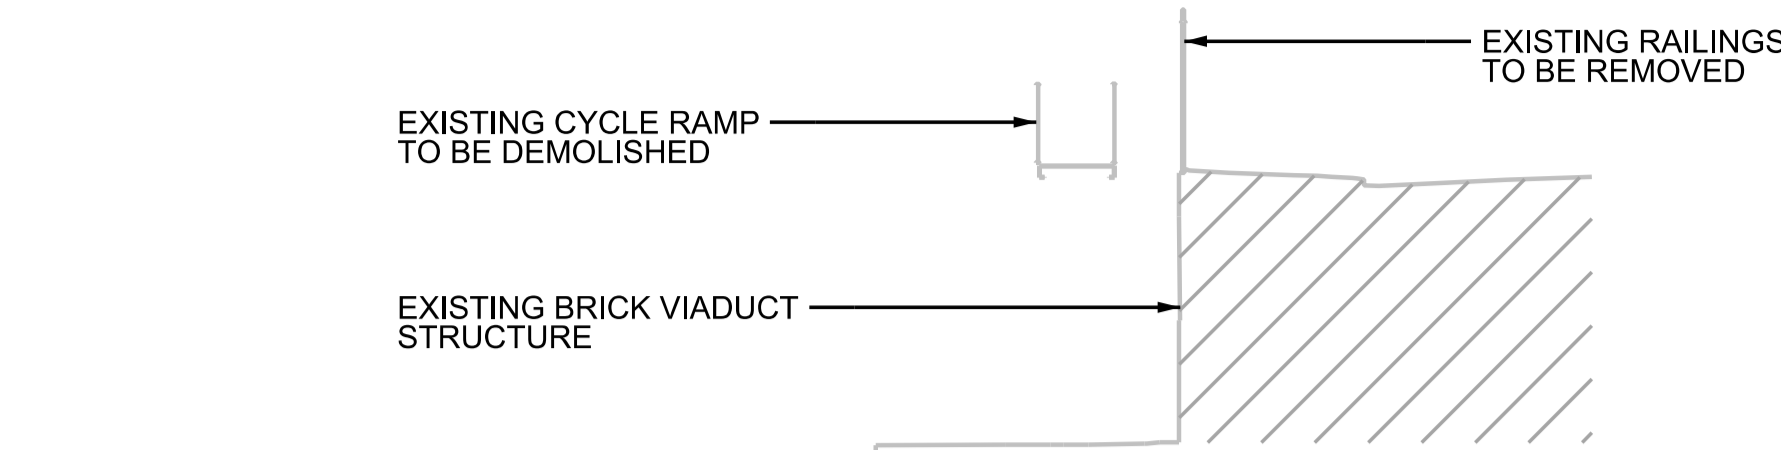 EXISTING RAILINGS
TO BE REMOVED
EXISTING CYCLE RAMP
TO BE DEMOLISHED
EXISTING BRICK VIADUCT
STRUCTURE